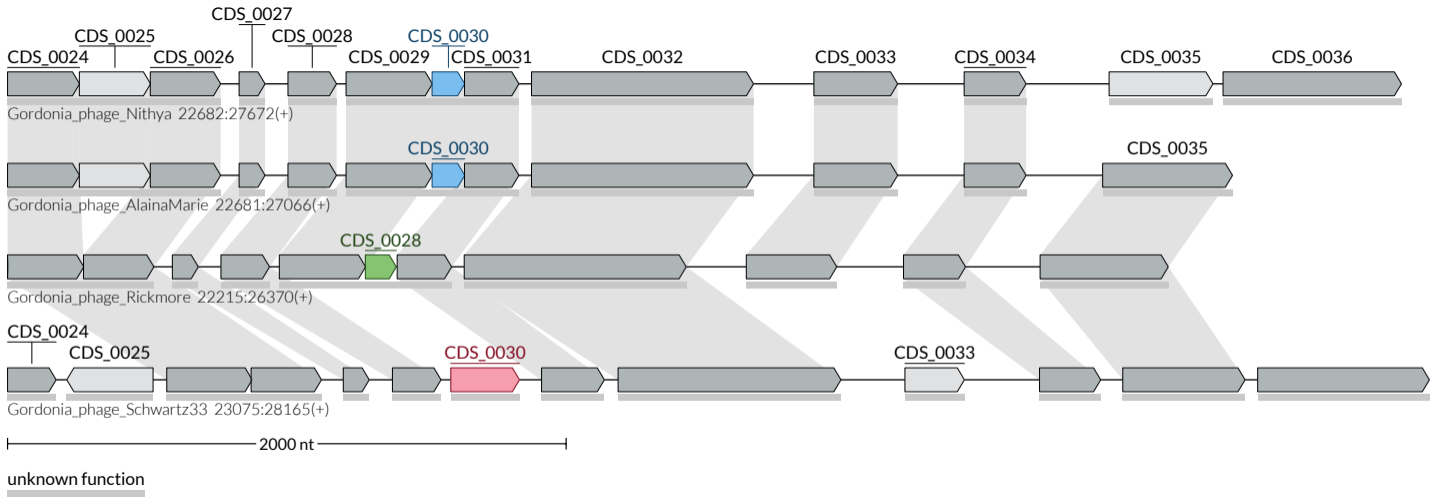 CDS_0027
CDS_0025 CDS_0028 CDS_0030
CDS_0024 CDS_0026 CDS_0029 CDS_0031 CDS_0032 CDS_0033 CDS_0034 CDS_0035 CDS_0036
Gordonia_phage_Nithya 22682:27672(+)
CDS_0030 CDS_0035
Gordonia_phage_AlainaMarie 22681:27066(+)
CDS_0028
Gordonia_phage_Rickmore 22215:26370(+)
CDS_0024
CDS_0025 CDS_0030 CDS_0033
Gordonia_phage_Schwartz33 23075:28165(+)
2000 nt
unknown function